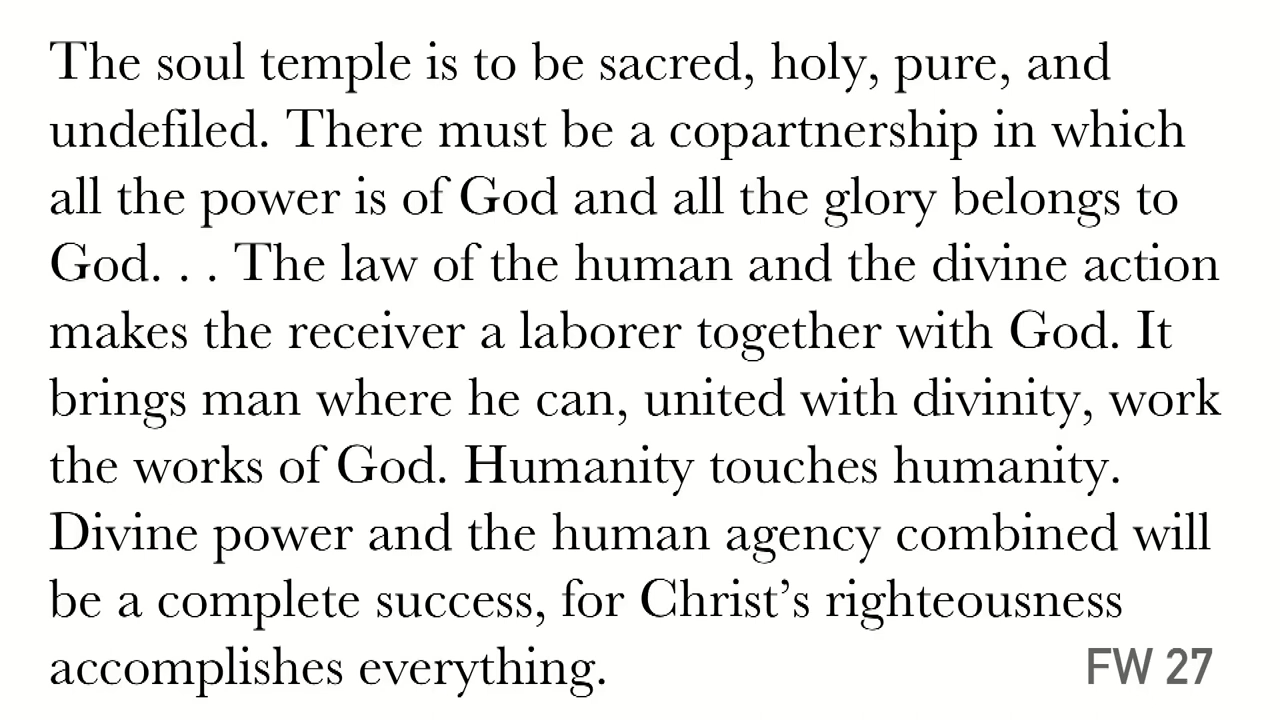 The soul temple is to be sacred, holy, pure, and
undefiled. There must be a copartnership in which
all the power is of God and all the glory belongs to
God. . . The law of the human and the divine action
makes the receiver a laborer together with God. It
brings man where he can, united with divinity, work
the works of God. Humanity touches humanity.
Divine power and the human agency combined will
be a complete success, for Christ’s righteousness
accomplishes everything.
FW 27